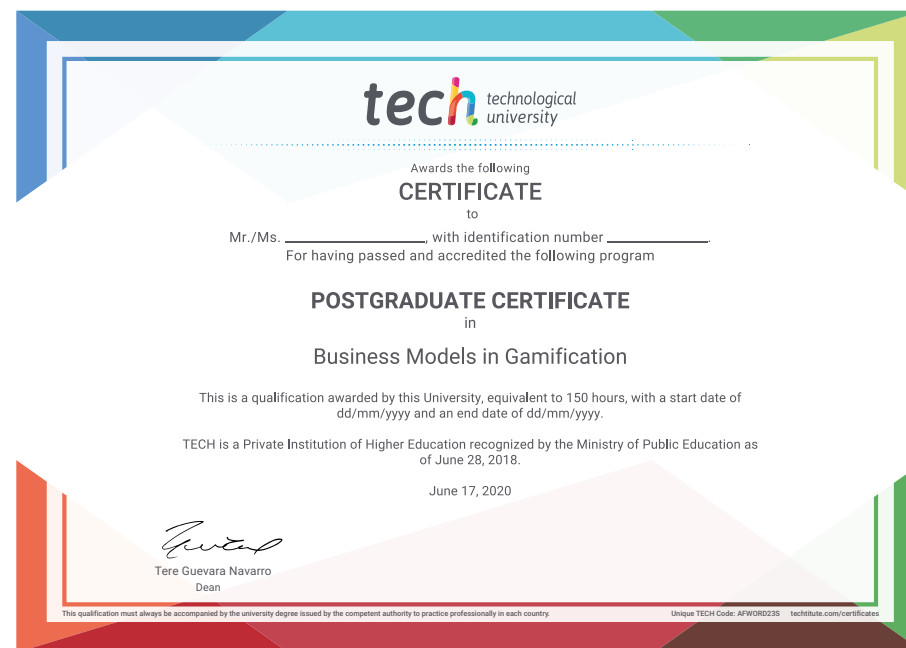 tech technological
university
Awards the following
CERTIFICATE
to
Mr./Ms. ____________________, with identification number ______________.
For having passed and accredited the following program
POSTGRADUATE CERTIFICATE
in
Business Models in Gamification
This is a qualification awarded by this University, equivalent to 150 hours, with a start date of
dd/mm/yyyy and an end date of dd/mm/yyyy.
TECH is a Private Institution of Higher Education recognized by the Ministry of Public Education as
of June 28, 2018.
June 17, 2020
Tere Guevara Navarro
Dean
This qualification must always be accompanied by the university degree issued by the competent authority to practice professionally in each country. Unique TECH Code: AFWORD23S techtitute.com/certificates